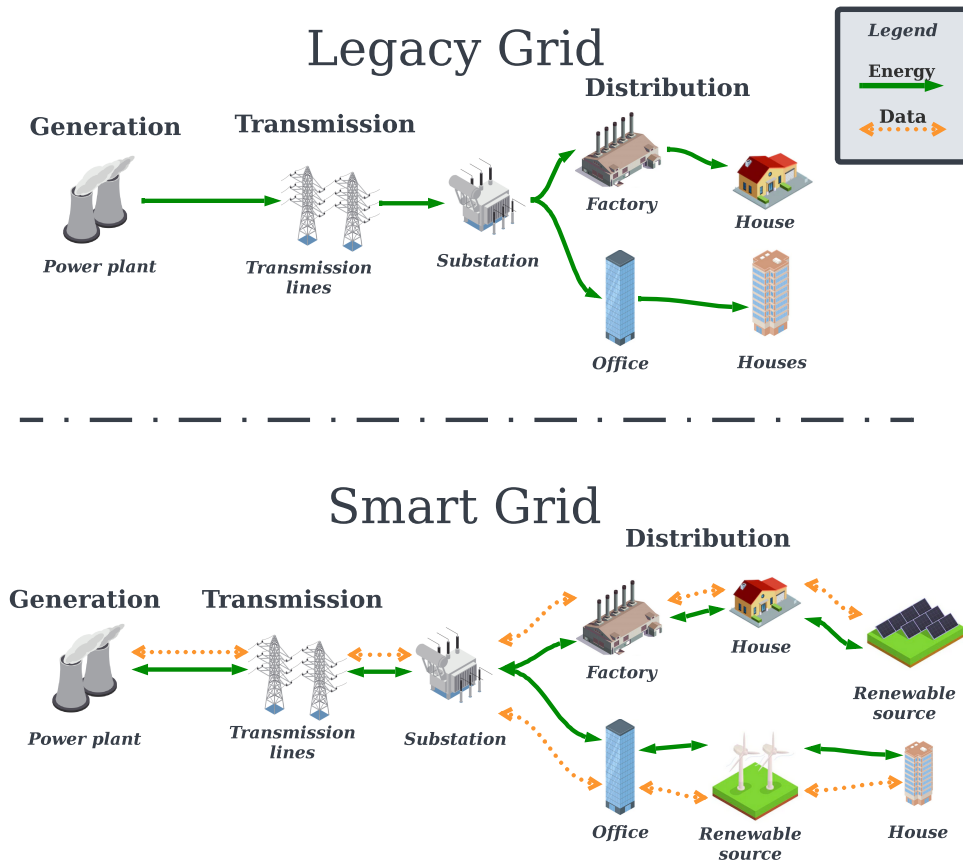 Legacy Grid
Legend
Energy
Data
Distribution
Generation
Transmission
Factory
House
Power plant
Transmission
lines
Substation
Office
Houses
Smart Grid
Distribution
Generation
Transmission
Factory
House
Renewable
source
Power plant
Transmission
lines
Substation
Office
Renewable
source
House